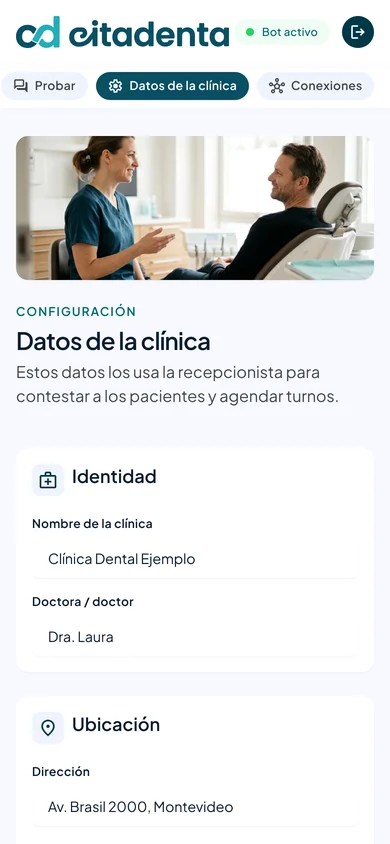 cd citadenta
Bot activo
Probar
Datos de la clínica
Conexiones
CONFIGURACIÓN
Datos de la clínica
Estos datos los usa la recepcionista para
contestar a los pacientes y agendar turnos.
Identidad
Nombre de la clínica
Clínica Dental Ejemplo
Doctora / doctor
Dra. Laura
Ubicación
Dirección
Av. Brasil 2000, Montevideo